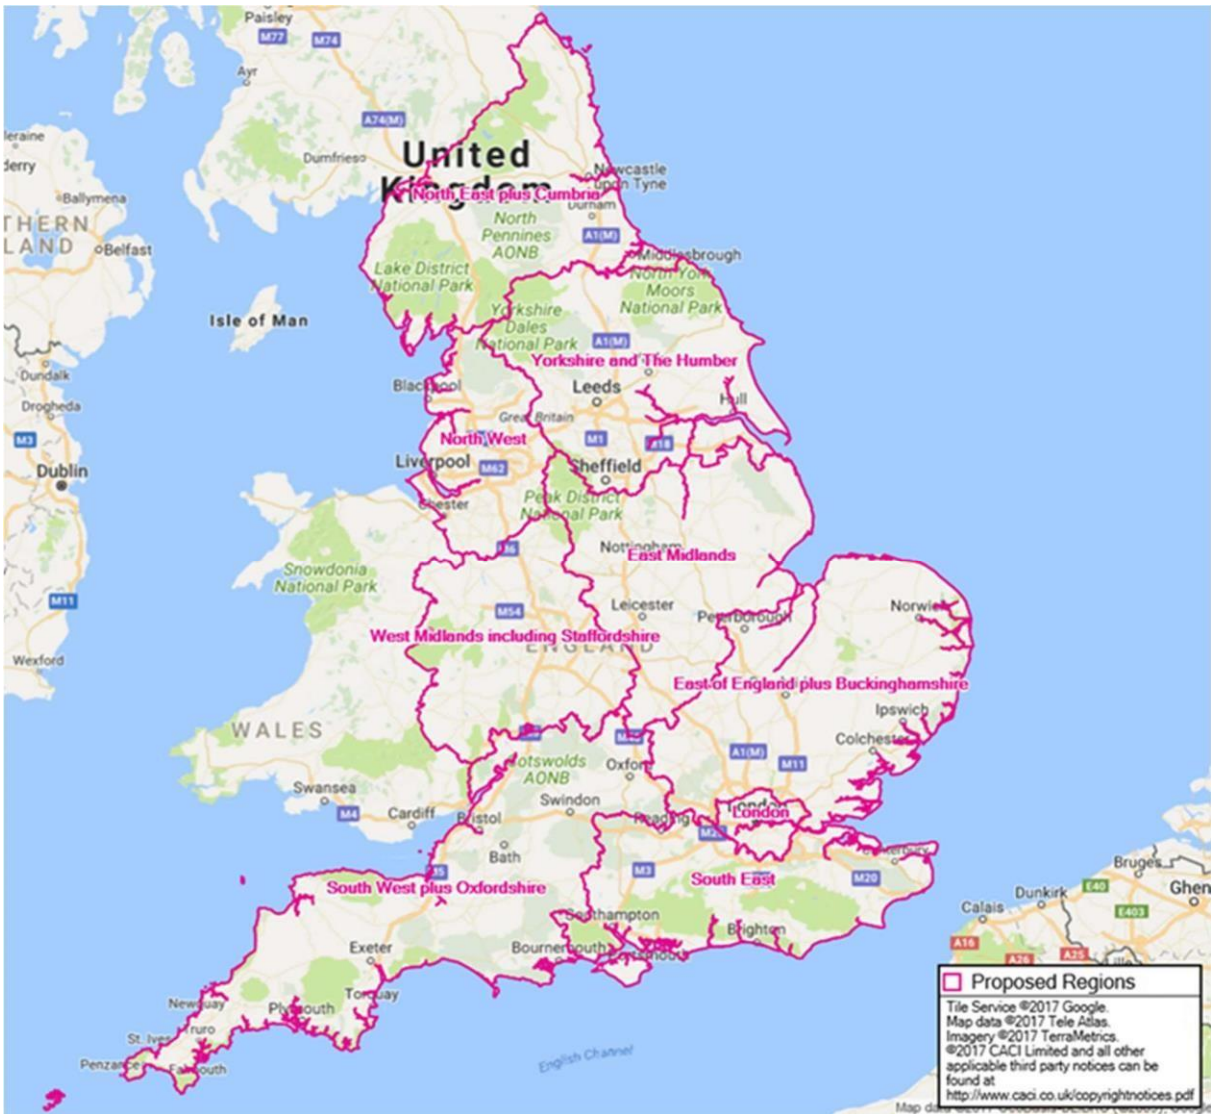 Paisley
M77
M74
Ayr
A74(M)
Dumfries
United
Kingdom
Newcastle
upon Tyne
North East plus Cumbria
Durham
Ballymena
Belfast
North
Pennines
AONB
A1(M)
Middlesbrough
Lake District
National Park
North York
Moors
National Park
Isle of Man
Yorkshire
Dales
National Park
A1(M)
Yorkshire and The Humber
Dundalk
Drogheda
Blackpool
Leeds
Hull
Great Britain
M3
North West
M1
M18
Dublin
Liverpool
M62
Sheffield
Chester
Peak District
National Park
M6
Nottingham
East Midlands
Snowdonia
National Park
M11
M54
Leicester
Peterborough
Norwich
West Midlands including Staffordshire
ENGLAND
Wexford
East of England plus Buckinghamshire
Ipswich
WALES
Colchester
M40
A1(M)
M11
Cotswolds
AONB
Oxford
Swansea
M4
Cardiff
Bristol
Swindon
Reading
London
London
Bath
M5
M3
M20
South West plus Oxfordshire
South East
Bruges
Dunkirk
E40
Ghen
Calais
E403
Southampton
Brighton
Exeter
Bournemouth
Portsmouth
A16
A25
A26
Torquay
Newquay
Plymouth
Truro
St. Ives
Penzance
Falmouth
English Channel
Proposed Regions
Tile Service ©2017 Google.
Map data ©2017 Tele Atlas.
Imagery ©2017 TerraMetrics.
©2017 CACI Limited and all other
applicable third party notices can be
found at
http://www.caci.co.uk/copyrightnotices.pdf